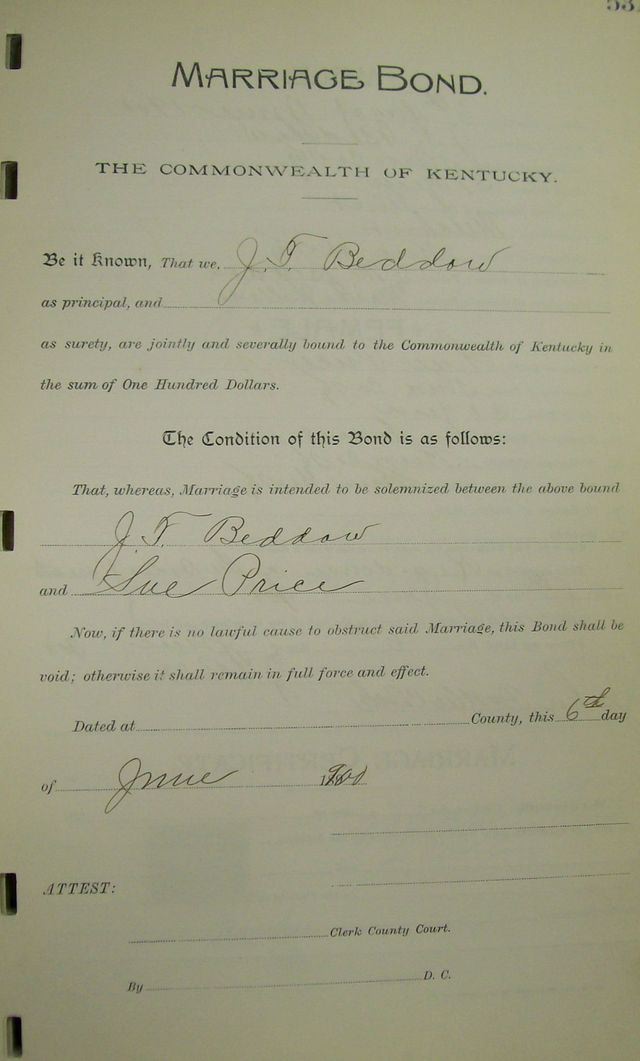 53
MARRIAGE BOND.
THE COMMONWEALTH OF KENTUCKY.
Be it Known, That we, J. T. Beddow
as principal, and
as surety, are jointly and severally bound to the Commonwealth of Kentucky in
the sum of One Hundred Dollars.
The Condition of this Bond is as follows:
That, whereas, Marriage is intended to be solemnized between the above bound
J. T. Beddow
and Sue Price
Now, if there is no lawful cause to obstruct said Marriage, this Bond shall be
void; otherwise it shall remain in full force and effect.
Dated at County, this 6th day
of June
ATTEST:
Clerk County Court.
By D. C.